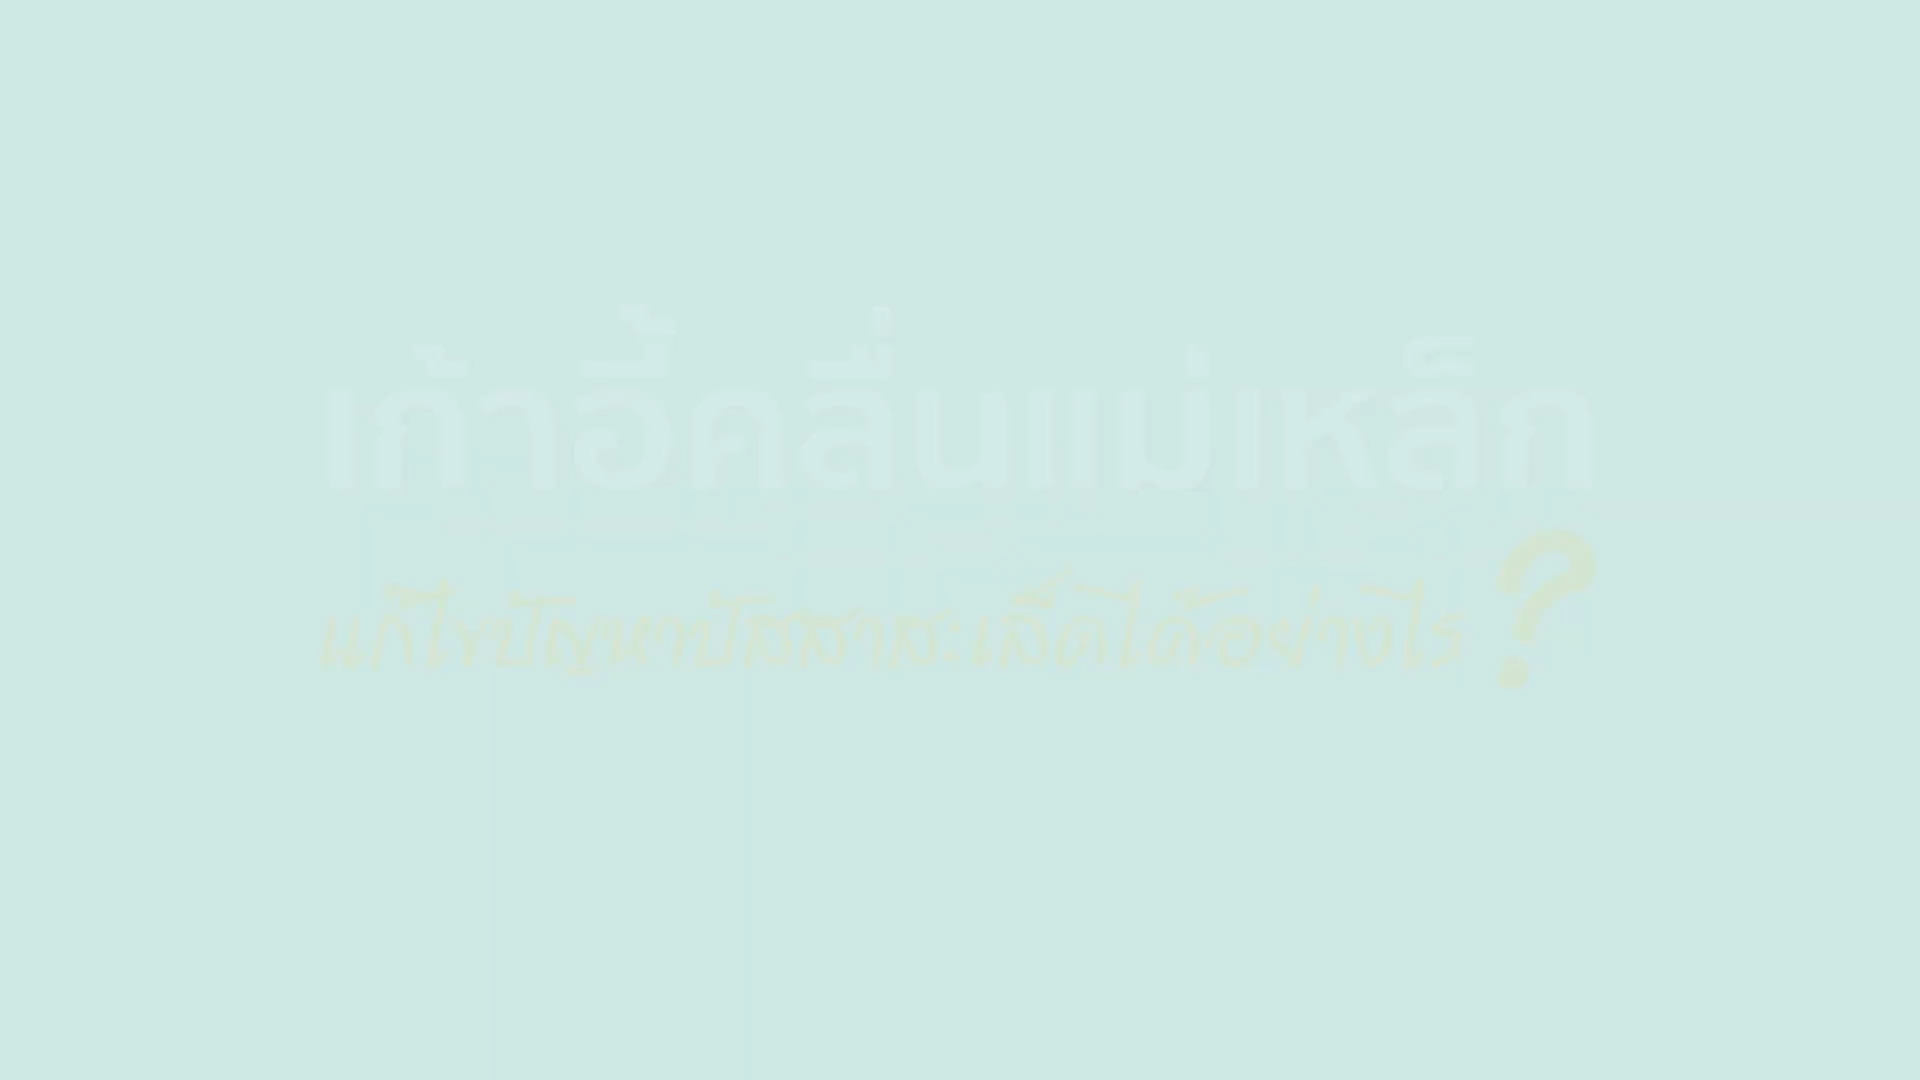 เก้าอี้คลื่นแม่เหล็ก
แก้ไขปัญหาปัสสาวะเล็ดได้อย่างไร?